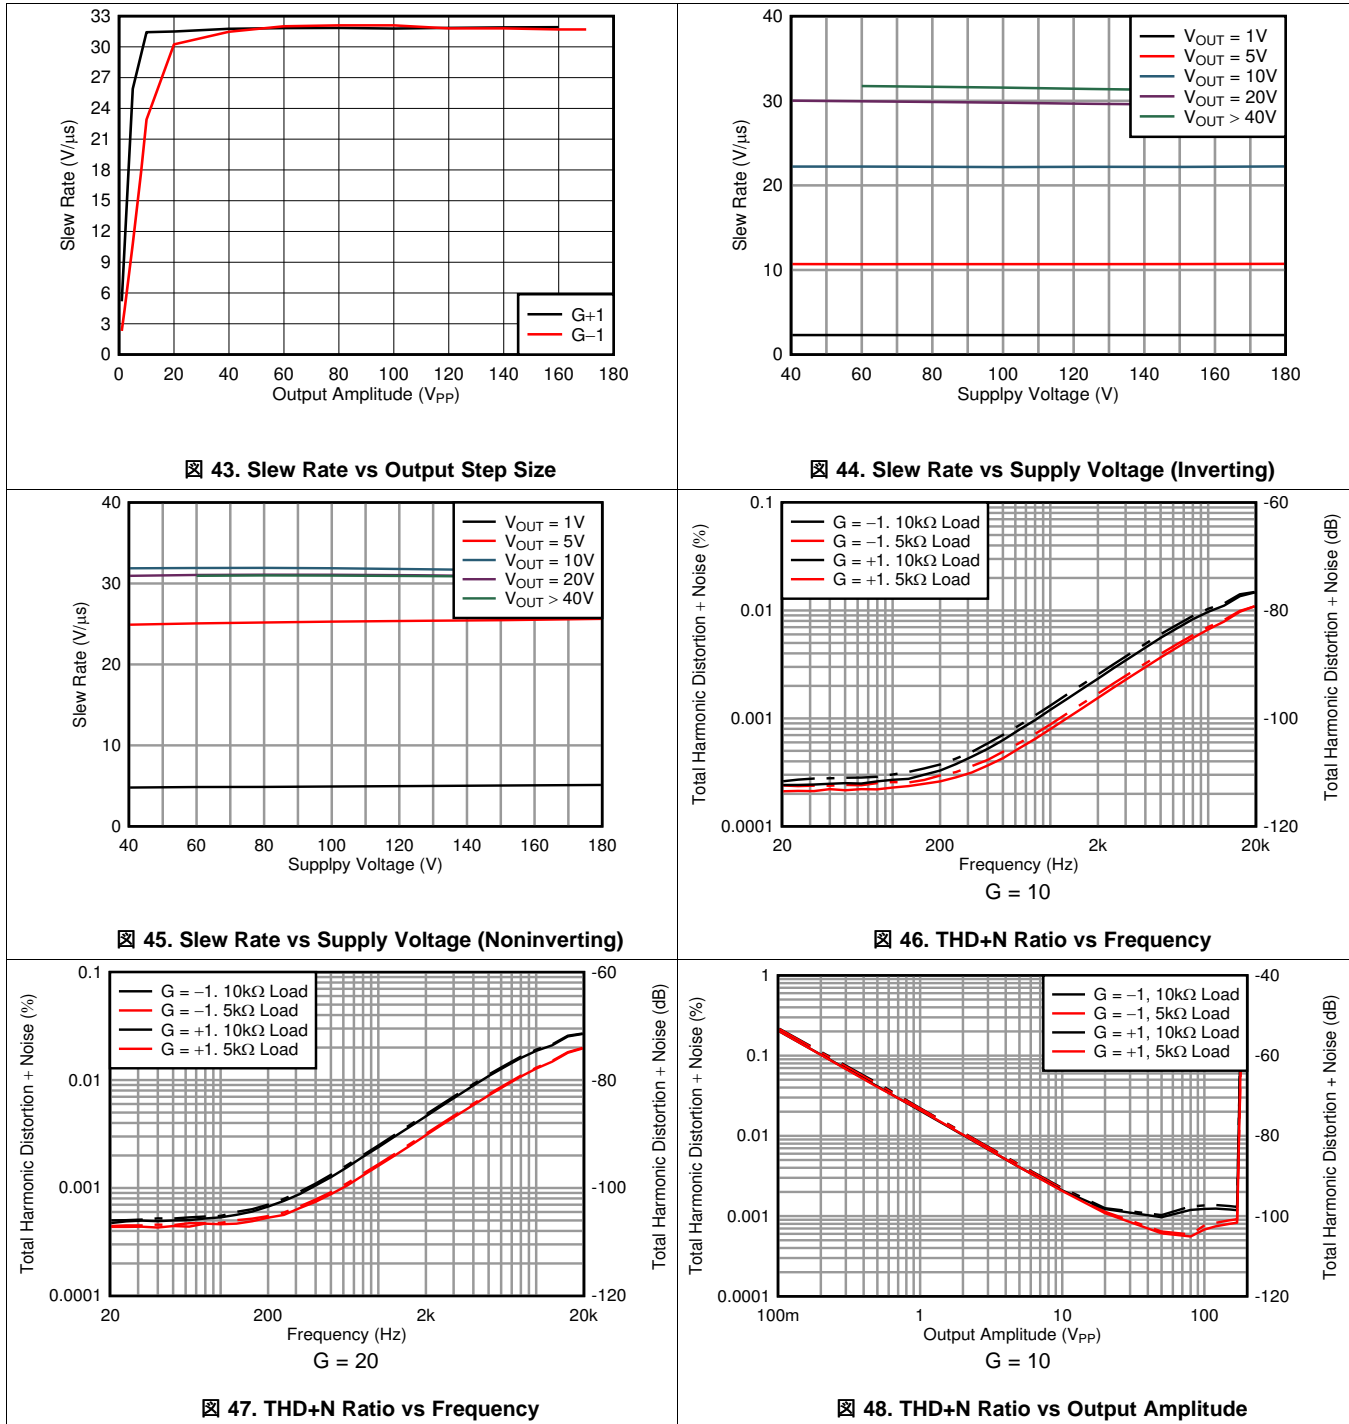 33
30
27
24
21
18
15
12
9
6
3
0
Slew Rate (V/μs)
G+1
G−1
0 20 40 60 80 100 120 140 160 180
Output Amplitude (VPP)
図 43. Slew Rate vs Output Step Size
40
30
20
10
0
Slew Rate (V/μs)
VOUT = 1V
VOUT = 5V
VOUT = 10V
VOUT = 20V
VOUT > 40V
40 60 80 100 120 140 160 180
Supplpy Voltage (V)
図 44. Slew Rate vs Supply Voltage (Inverting)
40
30
20
10
0
Slew Rate (V/μs)
VOUT = 1V
VOUT = 5V
VOUT = 10V
VOUT = 20V
VOUT > 40V
40 60 80 100 120 140 160 180
Supplpy Voltage (V)
図 45. Slew Rate vs Supply Voltage (Noninverting)
0.1
0.01
0.001
0.0001
Total Harmonic Distortion + Noise (%)
G = −1. 10kΩ Load
G = −1. 5kΩ Load
G = +1. 10kΩ Load
G = +1. 5kΩ Load
-60
-80
-100
-120
Total Harmonic Distortion + Noise (dB)
20 200 2k 20k
Frequency (Hz)
G = 10
図 46. THD+N Ratio vs Frequency
0.1
0.01
0.001
0.0001
Total Harmonic Distortion + Noise (%)
G = −1. 10kΩ Load
G = −1. 5kΩ Load
G = +1. 10kΩ Load
G = +1. 5kΩ Load
-60
-80
-100
-120
Total Harmonic Distortion + Noise (dB)
20 200 2k 20k
Frequency (Hz)
G = 20
図 47. THD+N Ratio vs Frequency
1
0.1
0.01
0.001
0.0001
Total Harmonic Distortion + Noise (%)
G = −1, 10kΩ Load
G = −1, 5kΩ Load
G = +1, 10kΩ Load
G = +1, 5kΩ Load
-40
-60
-80
-100
-120
Total Harmonic Distortion + Noise (dB)
100m 1 10 100
Output Amplitude (VPP)
G = 10
図 48. THD+N Ratio vs Output Amplitude